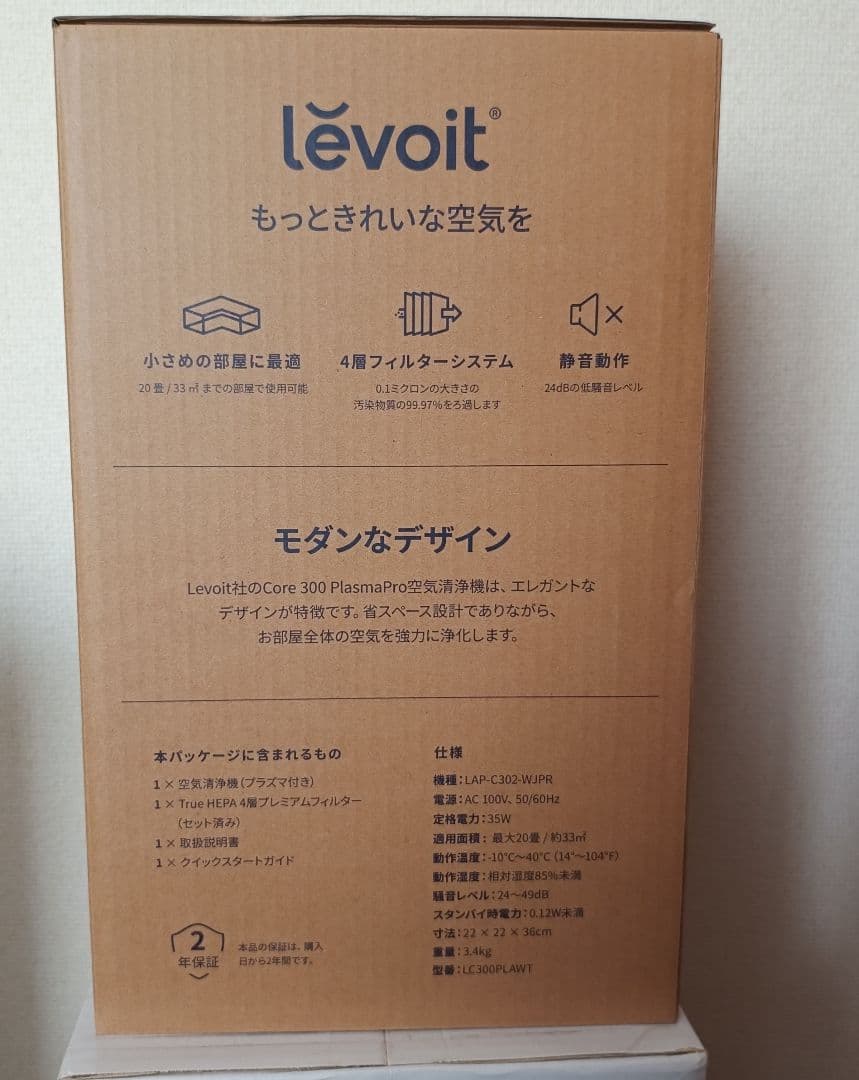 levoit®
もっときれいな空気を
小さめの部屋に最適
20 畳 / 33 ㎡ までの部屋で使用可能
4層フィルターシステム
0.1ミクロンの大きさの
汚染物質の99.97%をろ過します
静音動作
24dBの低騒音レベル
モダンなデザイン
Levoit社のCore 300 PlasmaPro空気清浄機は、エレガントな
デザインが特徴です。省スペース設計でありながら、
お部屋全体の空気を強力に浄化します。
本パッケージに含まれるもの
1 × 空気清浄機（プラズマ付き）
1 × True HEPA 4層プレミアムフィルター
（セット済み）
1 × 取扱説明書
1 × クイックスタートガイド
2
年保証
本品の保証は、購入
日から2年間です。
仕様
機種：LAP-C302-WJPR
電源：AC 100V、50/60Hz
定格電力：35W
適用面積： 最大20畳 / 約33㎡
動作温度：-10°C～40°C（14°～104°F）
動作湿度：相対湿度85%未満
騒音レベル：24～49dB
スタンバイ時電力：0.12W未満
寸法：22 × 22 × 36cm
重量：3.4kg
型番：LC300PLAWT